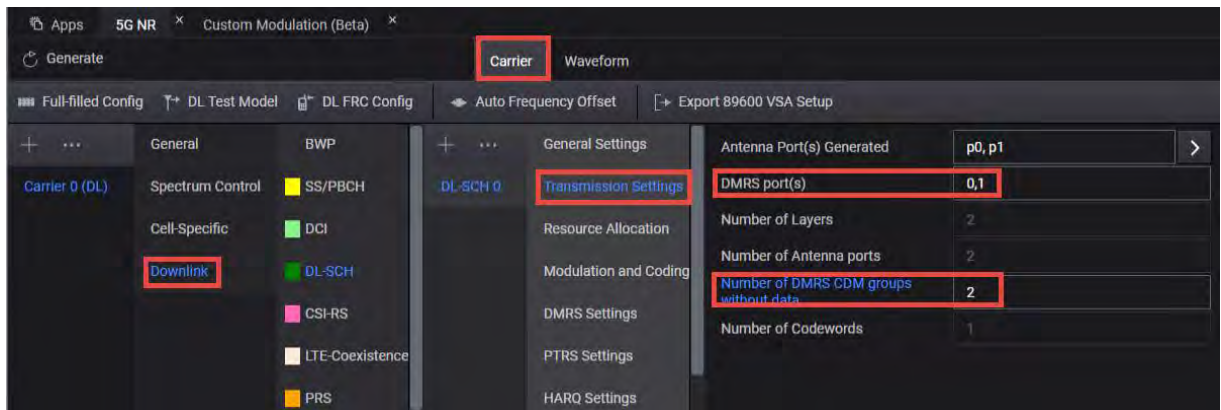 Apps 5G NR × Custom Modulation (Beta) ×
Generate Carrier Waveform
Full-filled Config DL Test Model DL FRC Config Auto Frequency Offset Export 89600 VSA Setup
+ ... General BWP + ... General Settings Antenna Port(s) Generated p0, p1 >
Carrier 0 (DL) Spectrum Control SS/PBCH DL-SCH 0 Transmission Settings DMRS port(s) 0,1
Cell-Specific DCI Resource Allocation Number of Layers 2
Downlink DL-SCH Modulation and Coding Number of Antenna ports 2
CSI-RS DMRS Settings Number of DMRS CDM groups without data 2
LTE-Coexistence PTRS Settings Number of Codewords 1
PRS HARQ Settings